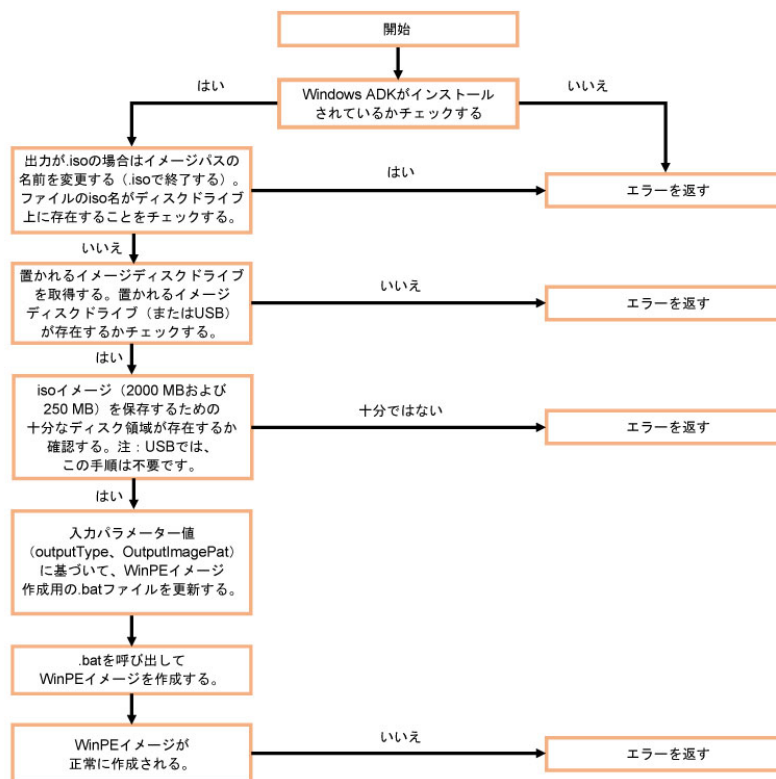 開始
はい
Windows ADKがインストール
されているかチェックする
いいえ
出力が.isoの場合はイメージパスの
名前を変更する（.isoで終了する）。
ファイルのiso名がディスクドライブ
上に存在することをチェックする。
はい
エラーを返す
いいえ
置かれるイメージディスクドライブ
を取得する。置かれるイメージ
ディスクドライブ（またはUSB）
が存在するかチェックする。
いいえ
エラーを返す
はい
isoイメージ（2000 MBおよび
250 MB）を保存するための
十分なディスク領域が存在するか
確認する。注：USBでは、
この手順は不要です。
十分ではない
エラーを返す
はい
入力パラメーター値
（outputType、OutputImagePat）
に基づいて、WinPEイメージ
作成用の.batファイルを更新する。
.batを呼び出して
WinPEイメージを作成する。
WinPEイメージが
正常に作成される。
いいえ
エラーを返す